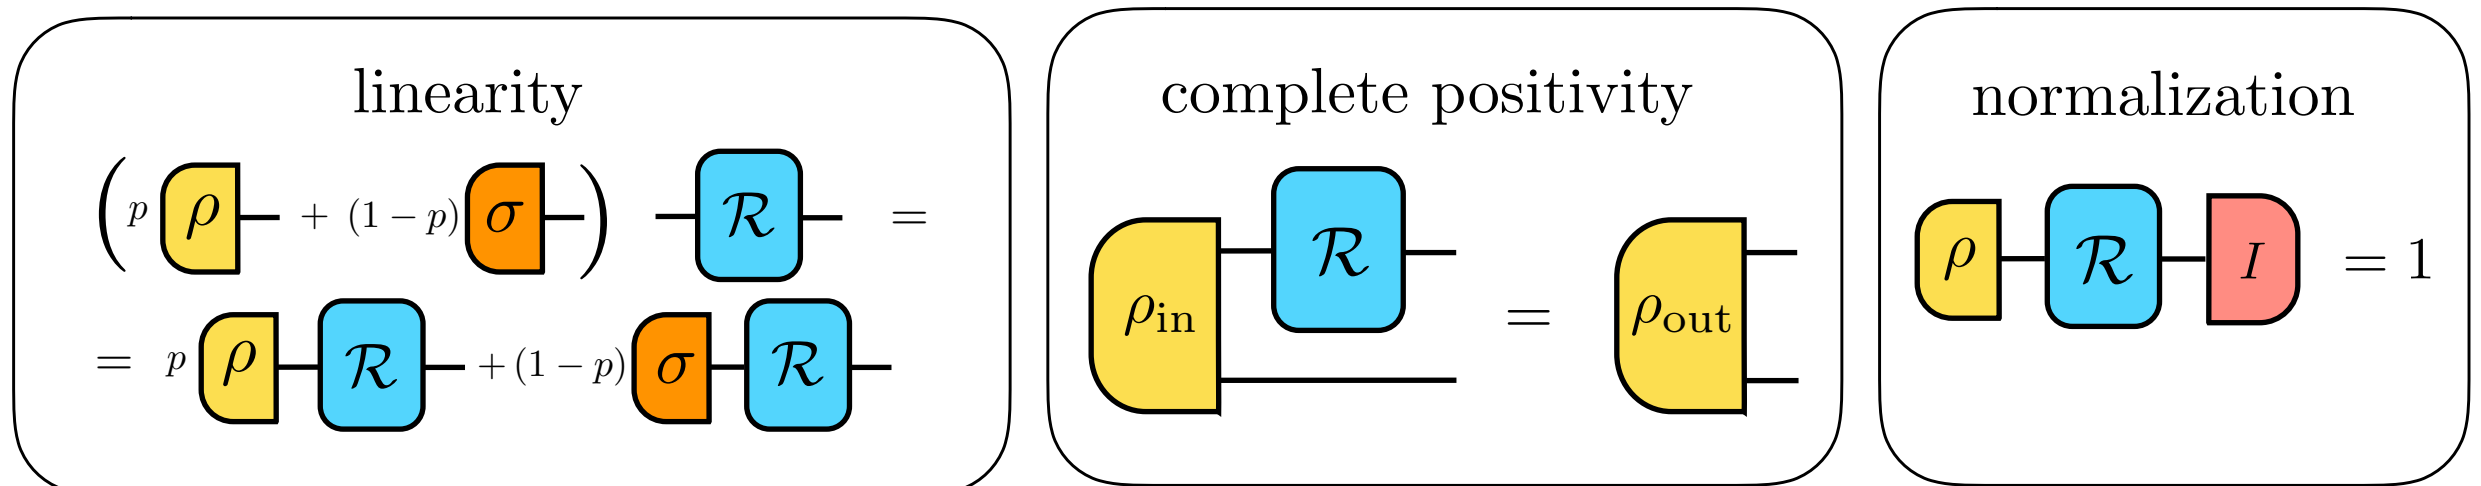 linearity
( p ρ + (1 − p) σ ) ℛ =
= p ρ ℛ + (1 − p) σ ℛ
complete positivity
ρin ℛ = ρout
normalization
ρ ℛ I = 1